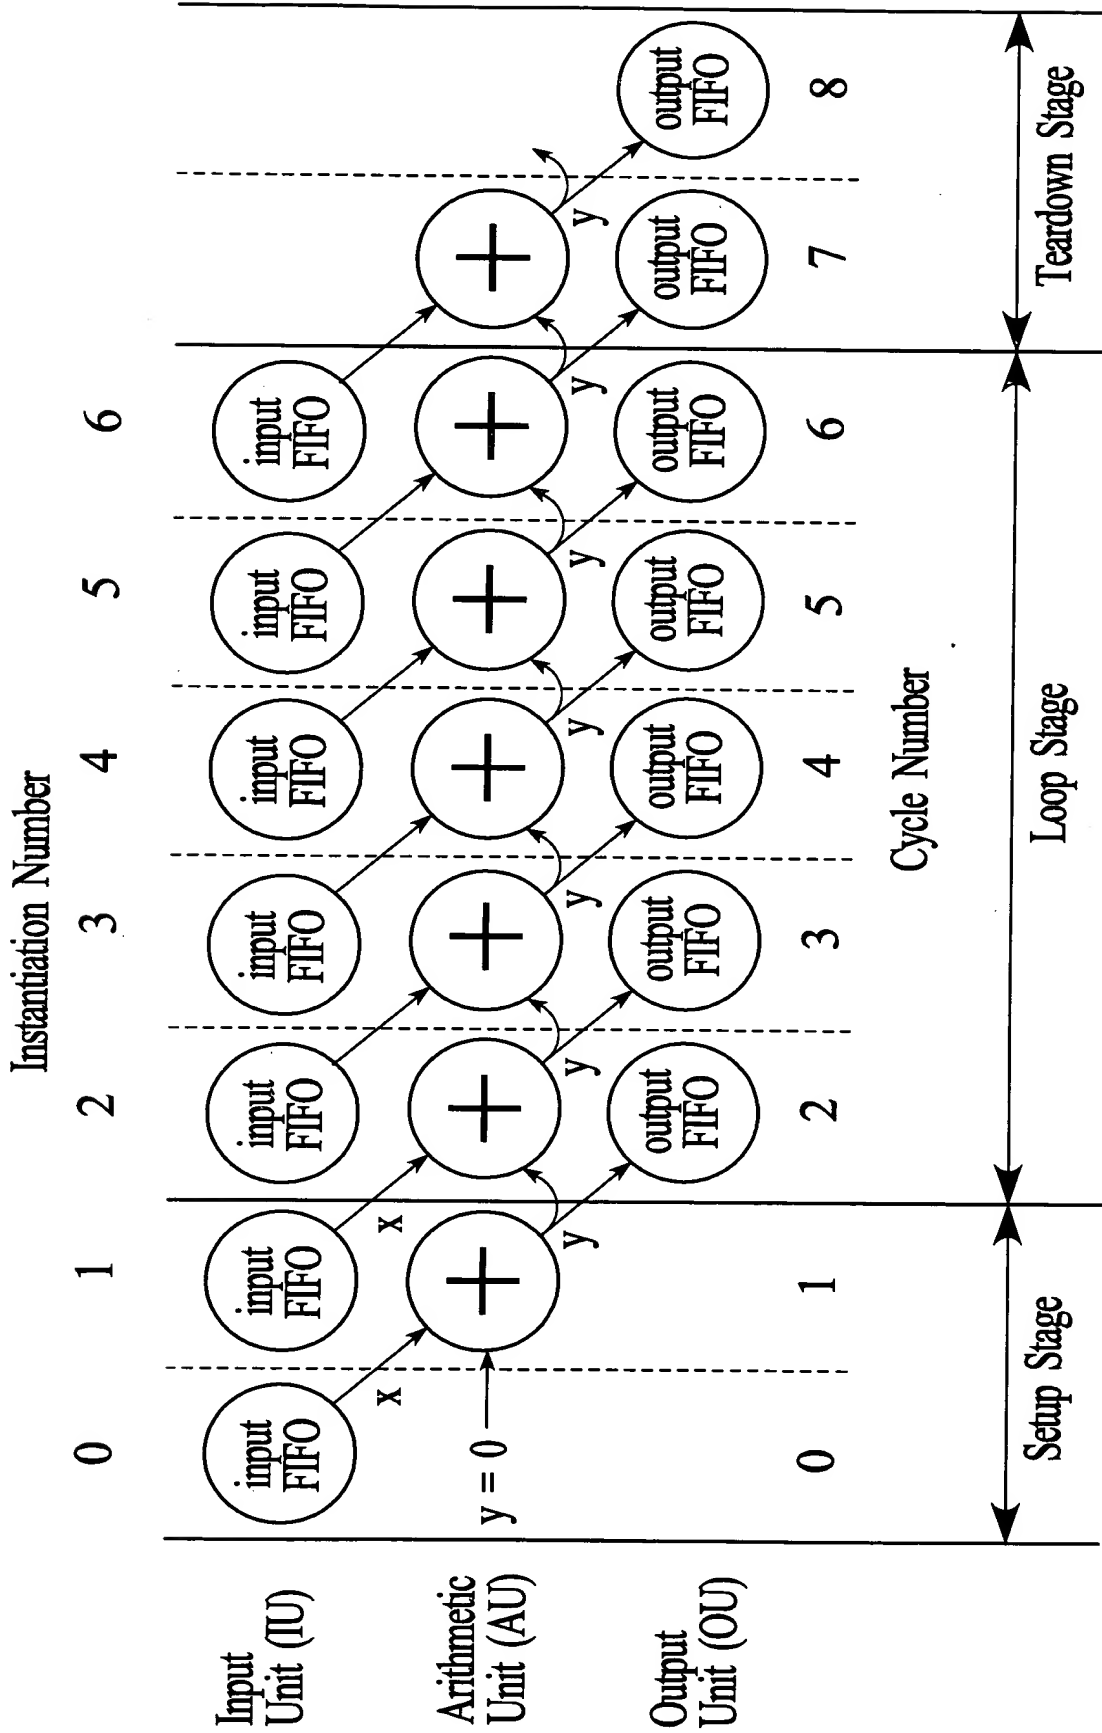 Instantiation Number
0 1 2 3 4 5 6
Input
Unit (IU)
input
FIFO
input
FIFO
input
FIFO
input
FIFO
input
FIFO
input
FIFO
input
FIFO
x
x
Arithmetic
Unit (AU)
y = 0
+
+
+
+
+
+
+
y
y
y
y
y
y
y
Output
Unit (OU)
output
FIFO
output
FIFO
output
FIFO
output
FIFO
output
FIFO
output
FIFO
output
FIFO
0 1 2 3 4 5 6 7 8
Cycle Number
Setup Stage
Loop Stage
Teardown Stage